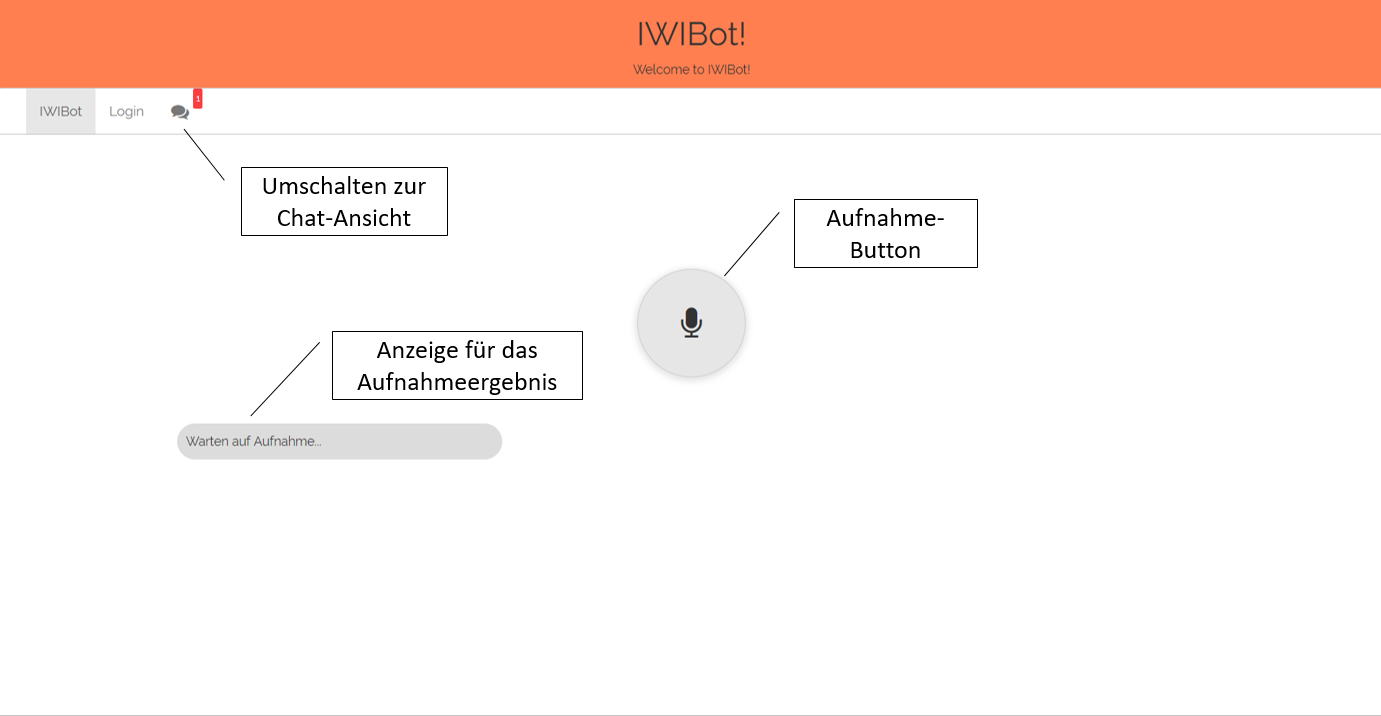 IWIBot!
Welcome to IWIBot!
IWIBot Login 1
Umschalten zur
Chat-Ansicht
Aufnahme-
Button
Anzeige für das
Aufnahmeergebnis
Warten auf Aufnahme...